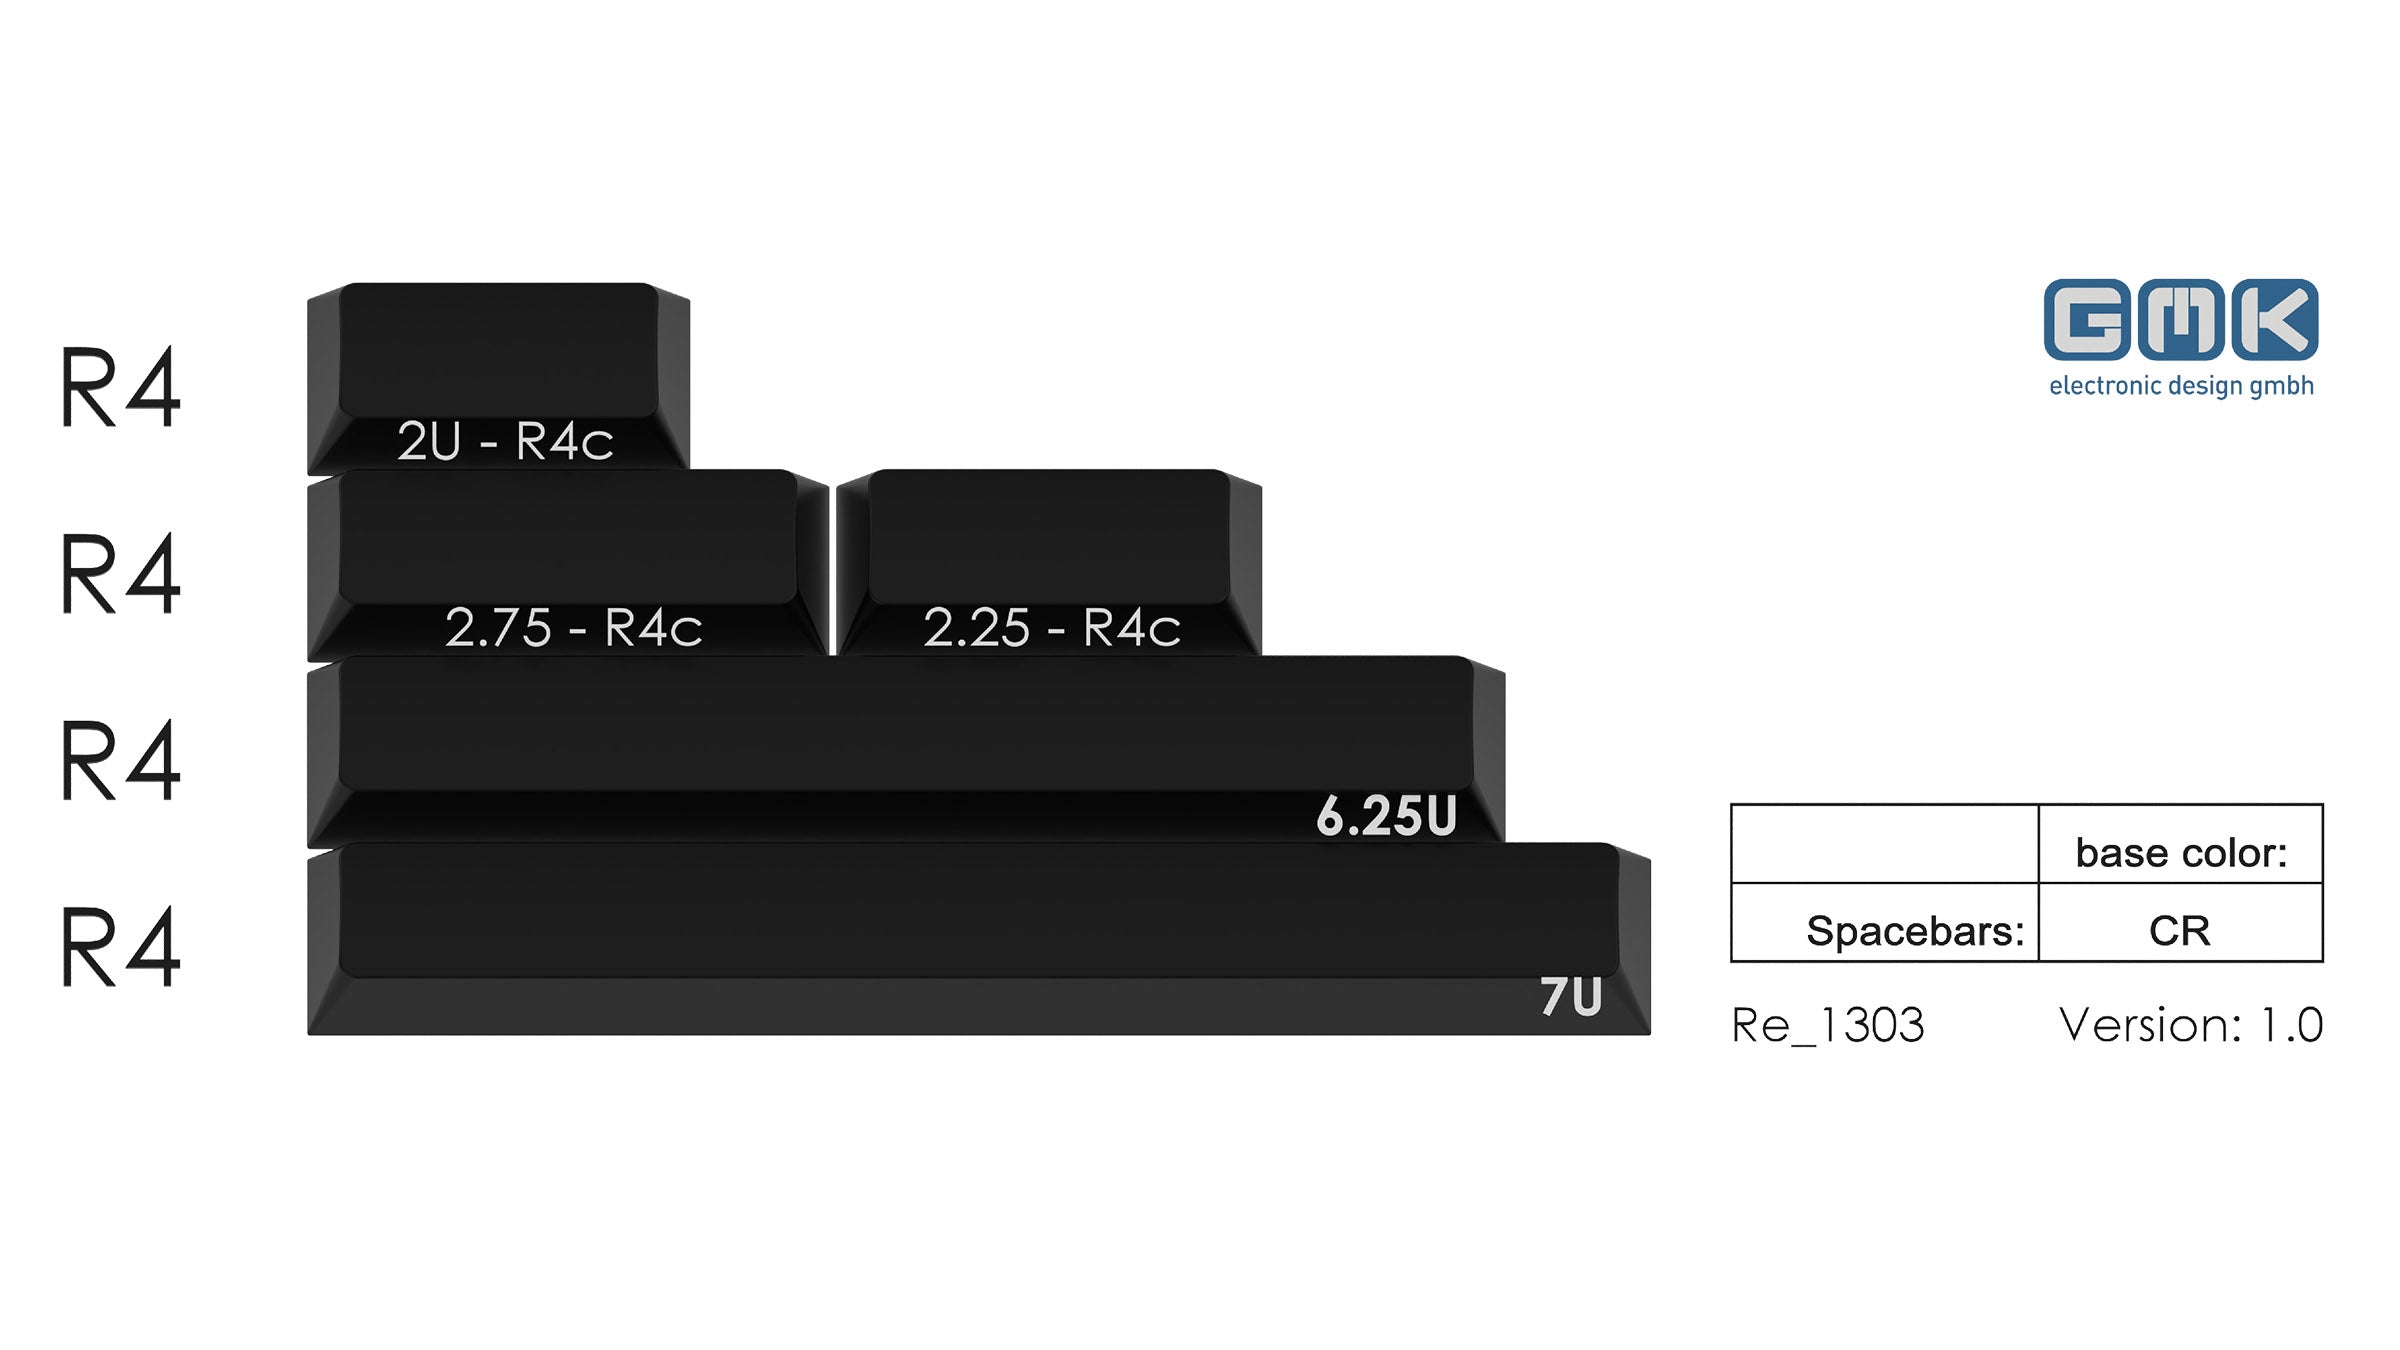 GMK
electronic design gmbh
R4
2U - R4c
R4
2.75 - R4c
2.25 - R4c
R4
6.25U
R4
7U
base color:
Spacebars: CR
Re_1303
Version: 1.0